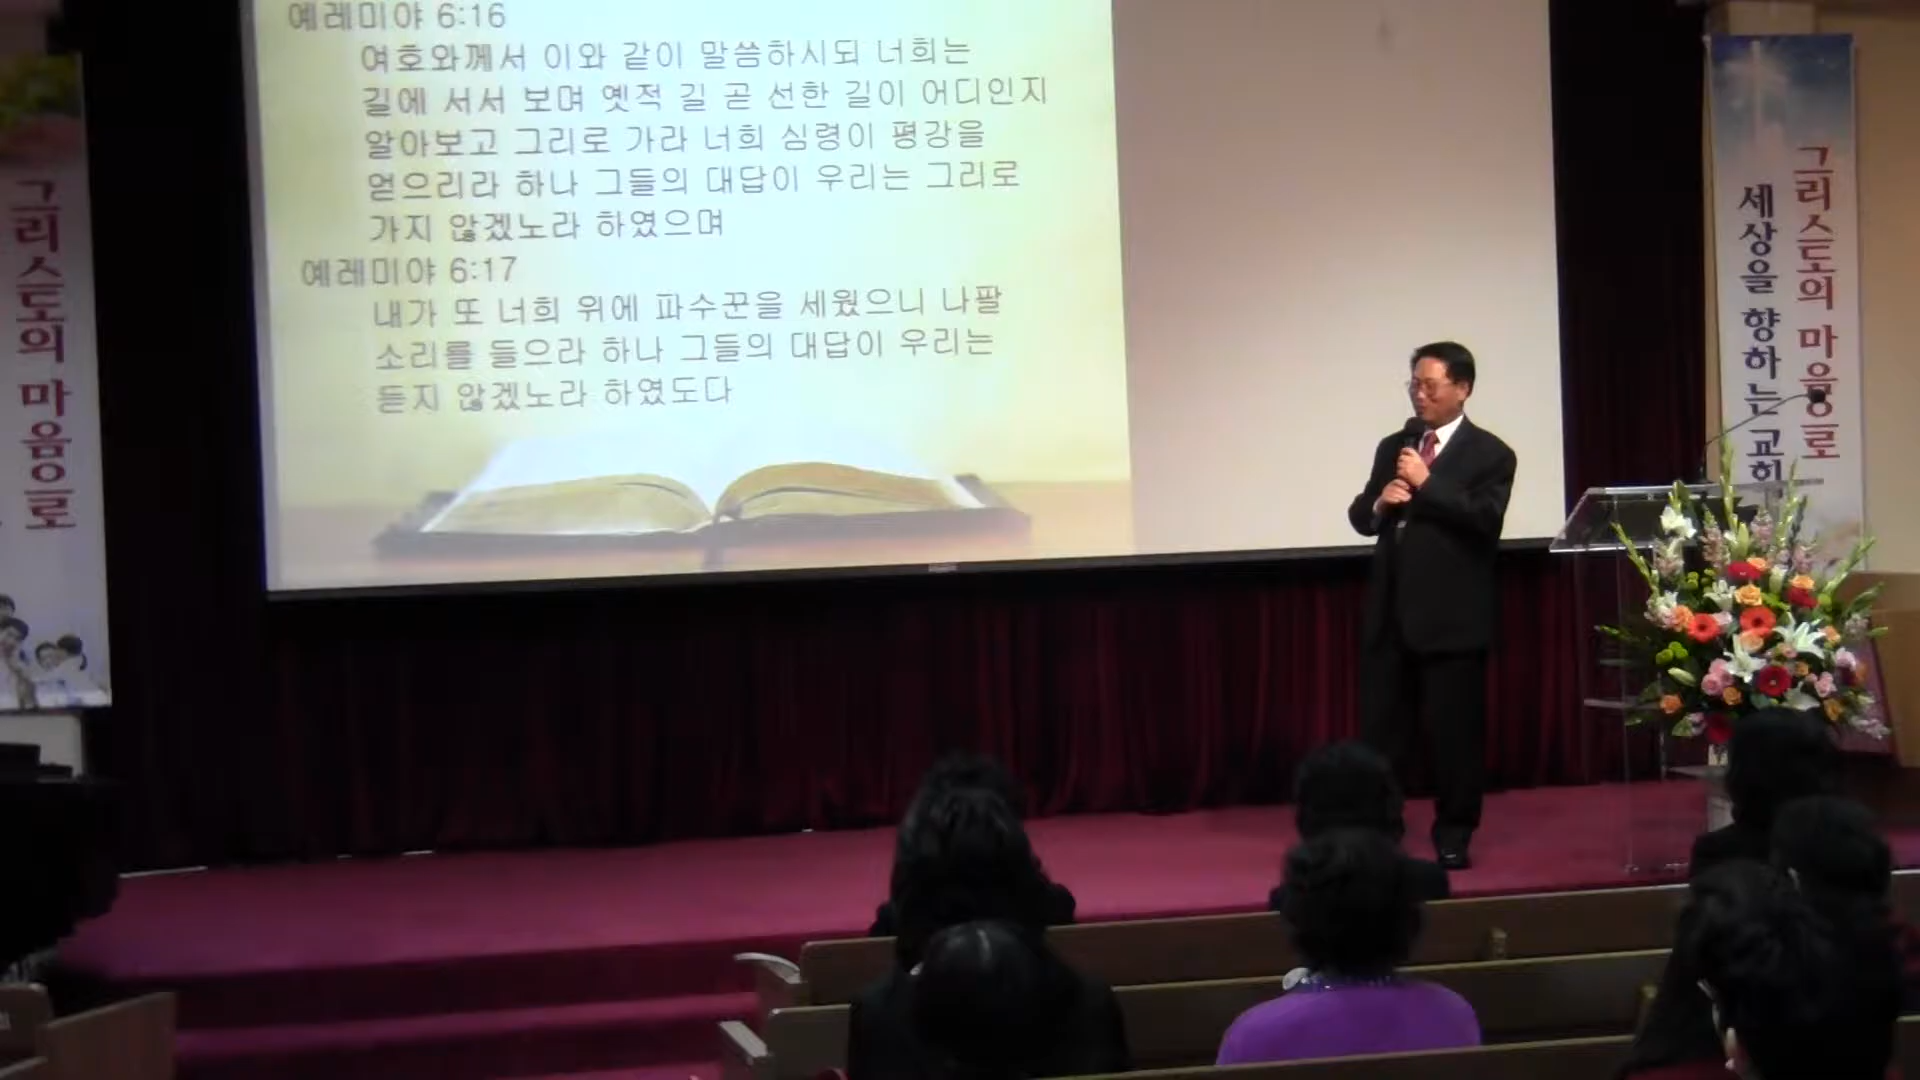 예레미야 6:16
여호와께서 이와 같이 말씀하시되 너희는
길에 서서 보며 옛적 길 곧 선한 길이 어디인지
알아보고 그리로 가라 너희 심령이 평강을
얻으리라 하나 그들의 대답이 우리는 그리로
가지 않겠노라 하였으며
예레미야 6:17
내가 또 너희 위에 파수꾼을 세웠으니 나팔
소리를 들으라 하나 그들의 대답이 우리는
듣지 않겠노라 하였도다
그리스도의 마음으로
그리스도의 마음으로
세상을 향하는 교회